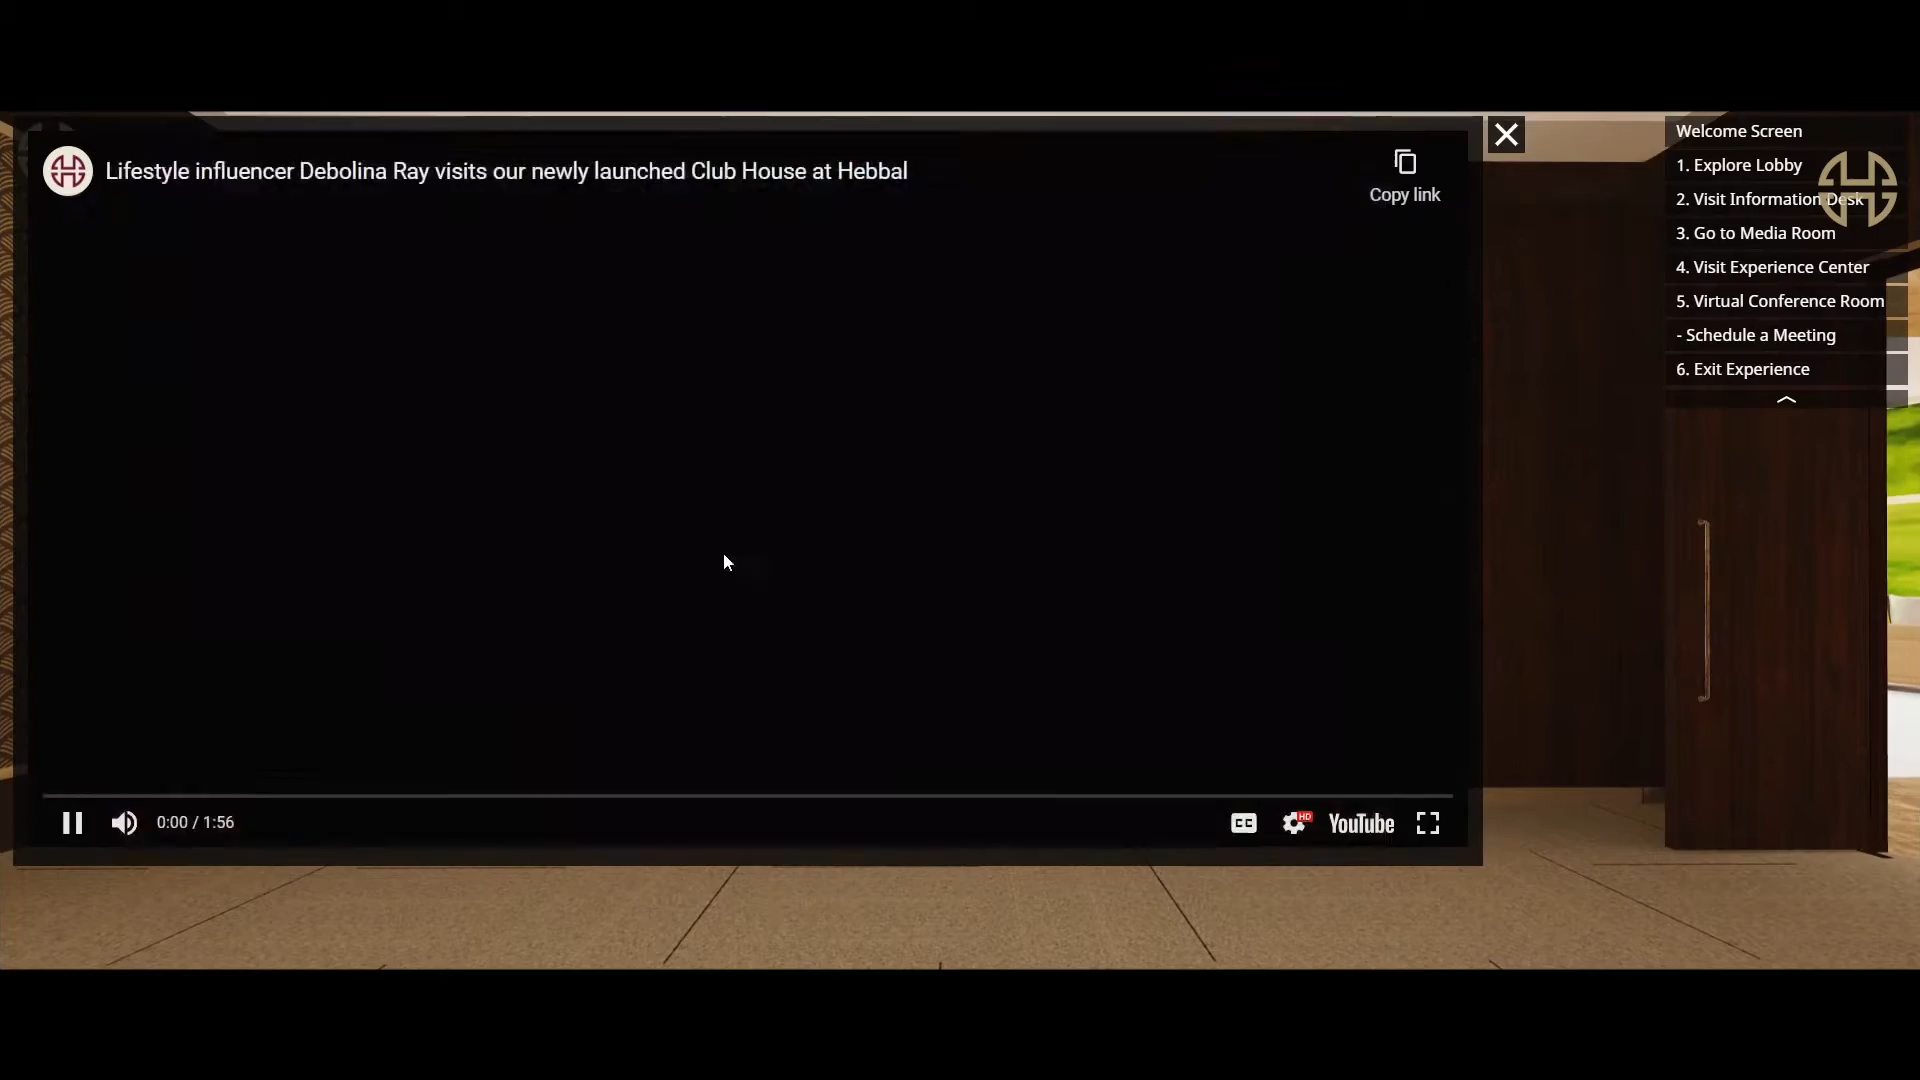 Lifestyle influencer Debolina Ray visits our newly launched Club House at Hebbal
Copy link
Welcome Screen
1. Explore Lobby
2. Visit Information Desk
3. Go to Media Room
4. Visit Experience Center
5. Virtual Conference Room
- Schedule a Meeting
6. Exit Experience
0:00 / 1:56
CC
HD
YouTube